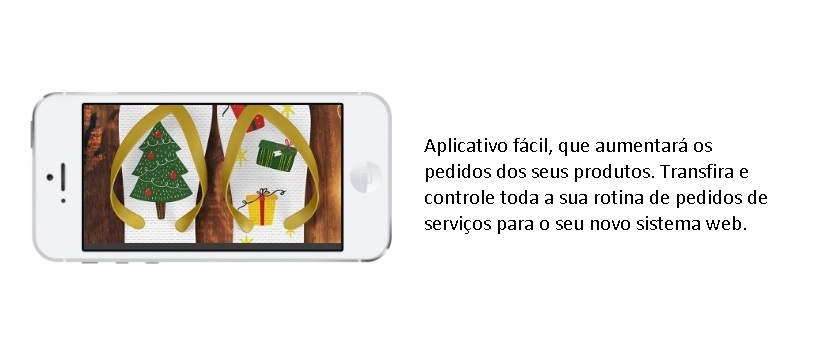 Aplicativo fácil, que aumentará os
pedidos dos seus produtos. Transfira e
controle toda a sua rotina de pedidos de
serviços para o seu novo sistema web.